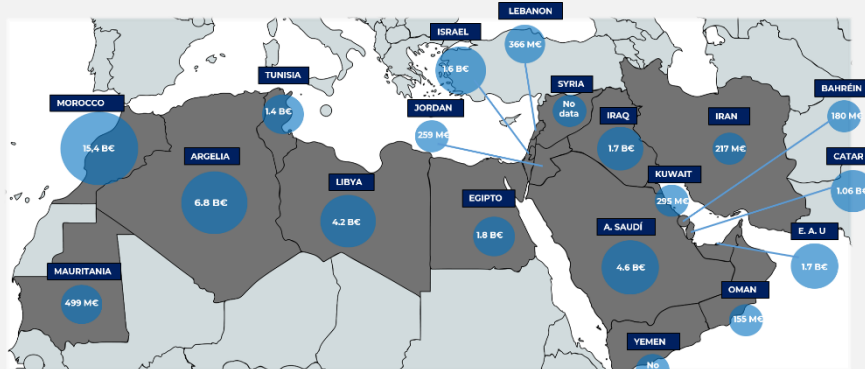 LEBANON
366 M€
ISRAEL
1.6 B€
TUNISIA
1.4 B€
SYRIA
No
data
BAHRÉIN
180 M€
MOROCCO
15,4 B€
JORDAN
259 M€
IRAQ
1.7 B€
IRAN
217 M€
ARGELIA
6.8 B€
CATAR
1.06 B€
KUWAIT
295 M€
LIBYA
4.2 B€
EGIPTO
1.8 B€
A. SAUDÍ
4.6 B€
E. A. U
1.7 B€
MAURITANIA
499 M€
OMAN
155 M€
YEMEN
No